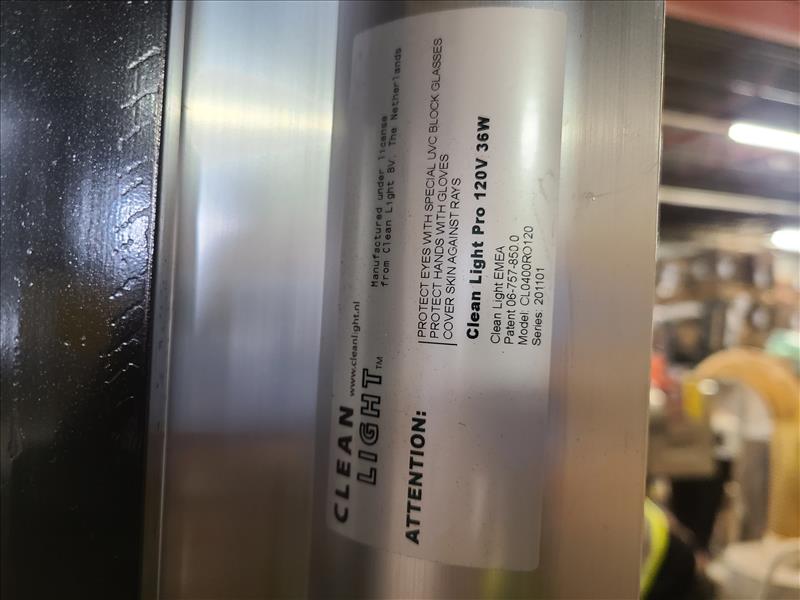 CLEAN
LIGHT™
www.cleanlight.nl
Manufactured under license
from Clean Light BV. The Netherlands
ATTENTION:
PROTECT EYES WITH SPECIAL UVC BLOCK GLASSES
PROTECT HANDS WITH GLOVES
COVER SKIN AGAINST RAYS
Clean Light Pro 120V 36W
Clean Light EMEA
Patent 06-757-850.0
Model: CL0400RO120
Series: 201101